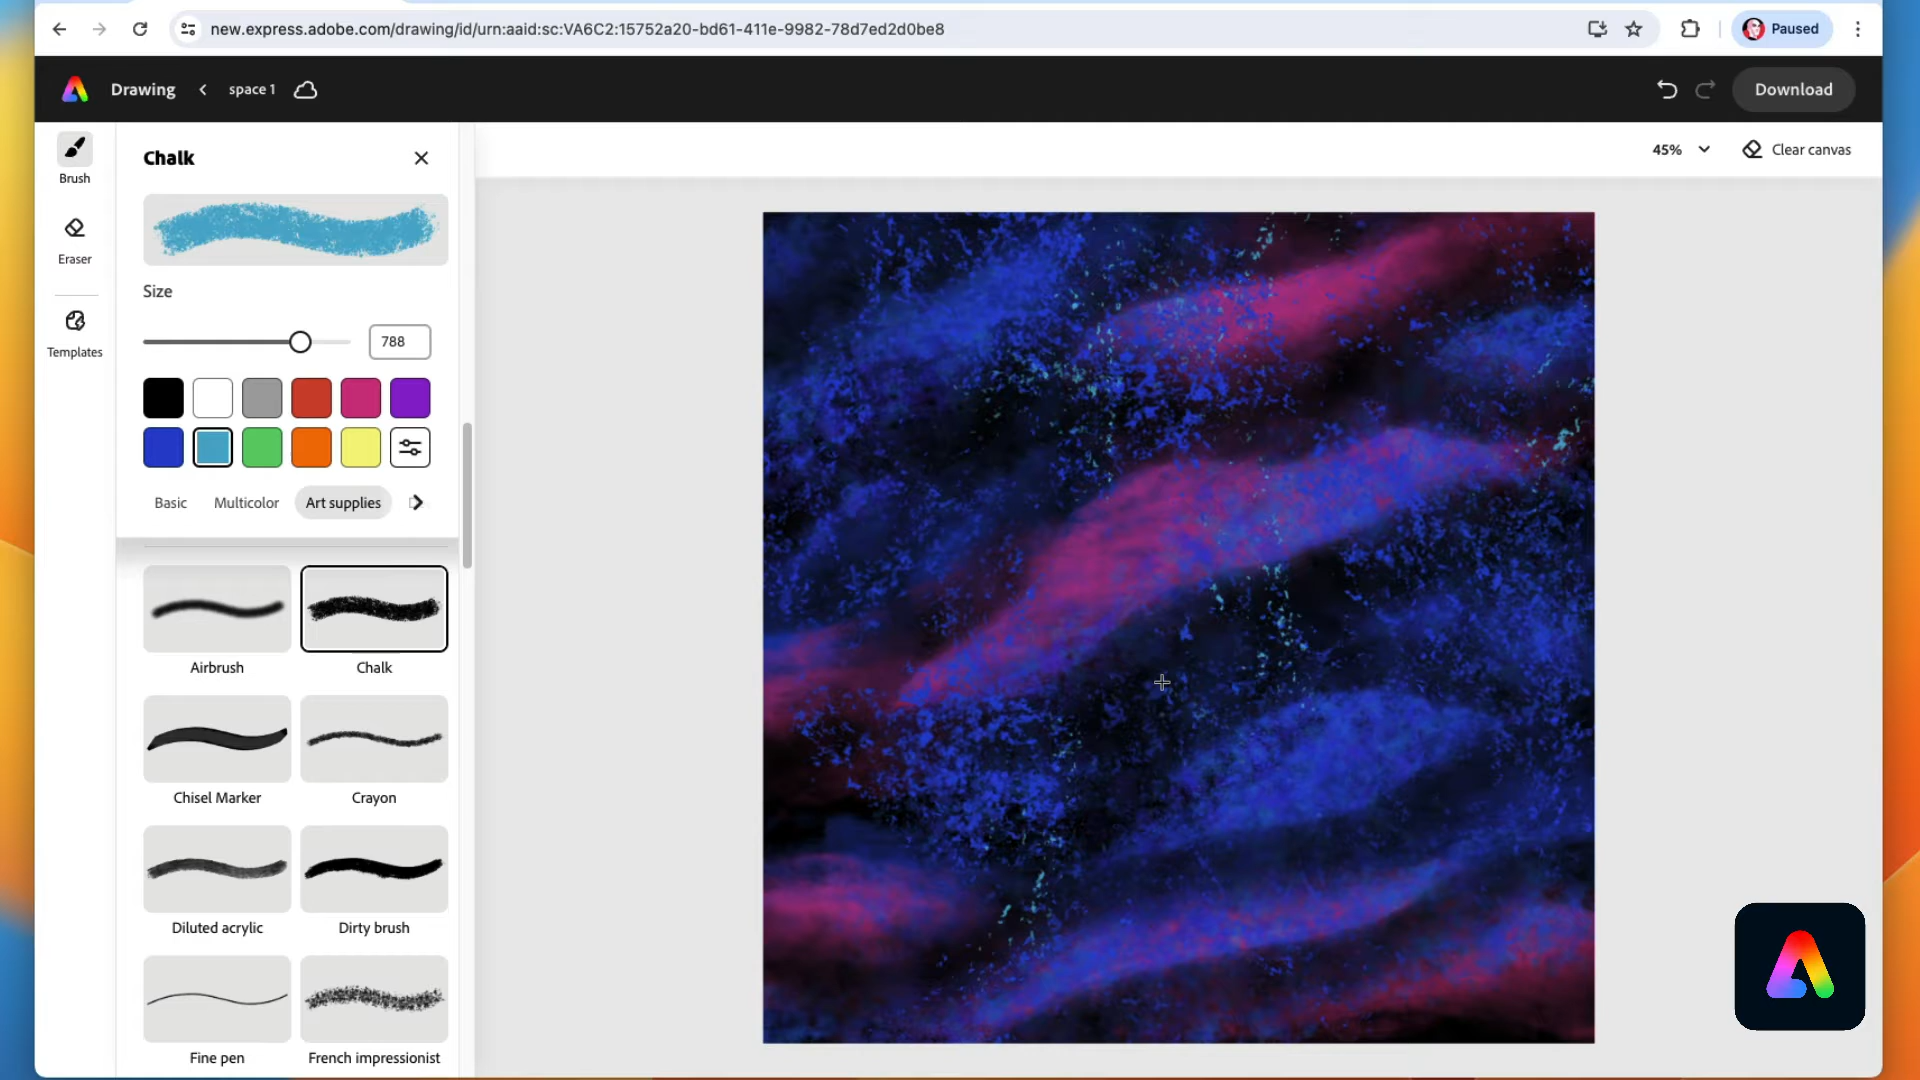 new.express.adobe.com/drawing/id/urn:aaid:sc:VA6C2:15752a20-bd61-411e-9982-78d7ed2d0be8
Paused
Drawing
space 1
Download
Brush
Eraser
Templates
Chalk
Size
788
Basic
Multicolor
Art supplies
45%
Clear canvas
Airbrush
Chalk
Chisel Marker
Crayon
Diluted acrylic
Dirty brush
Fine pen
French impressionist